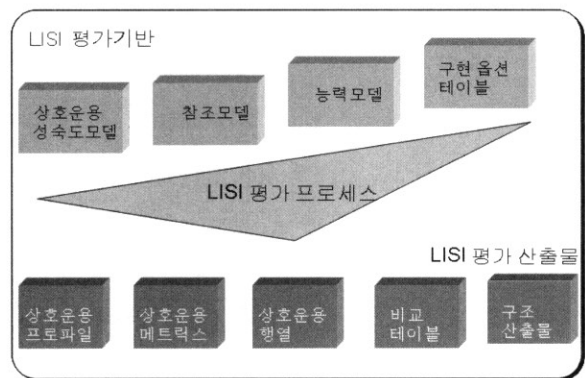 LISI 평가기반
상호운용
성숙도모델
참조모델
능력모델
구현 옵션
테이블
LISI 평가 프로세스
LISI 평가 산출물
상호운용
프로파일
상호운용
메트릭스
상호운용
행열
비교
테이블
구조
산출물